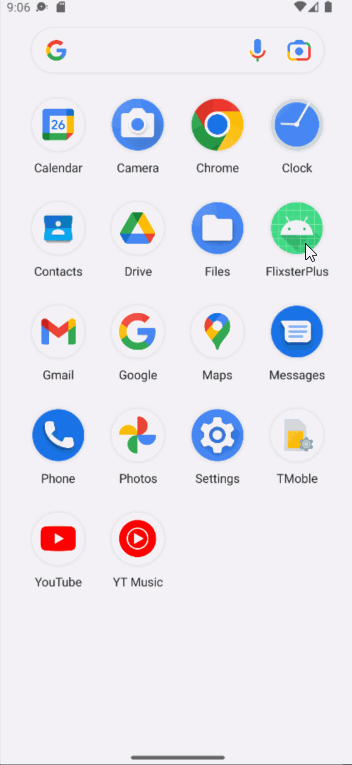 9:06
Calendar Camera Chrome Clock
Contacts Drive Files FlixsterPlus
Gmail Google Maps Messages
Phone Photos Settings TMoble
YouTube YT Music
26